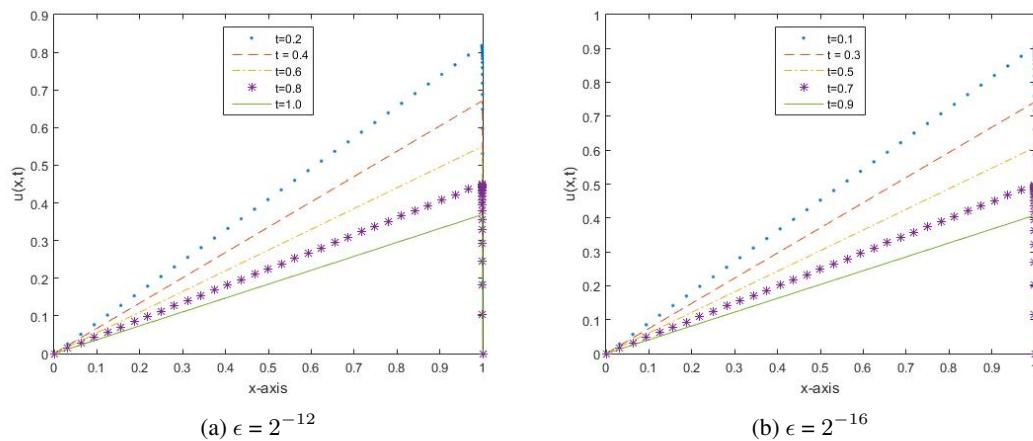 0.9
0.8
0.7
0.6
0.5
0.4
0.3
0.2
0.1
0
u(x,t)
t=0.2
t = 0.4
t=0.6
t=0.8
t=1.0
0 0.1 0.2 0.3 0.4 0.5 0.6 0.7 0.8 0.9 1
x-axis
(a) ϵ = 2⁻¹²
1
0.9
0.8
0.7
0.6
0.5
0.4
0.3
0.2
0.1
0
u(x,t)
t=0.1
t = 0.3
t=0.5
t=0.7
t=0.9
0 0.1 0.2 0.3 0.4 0.5 0.6 0.7 0.8 0.9
x-axis
(b) ϵ = 2⁻¹⁶